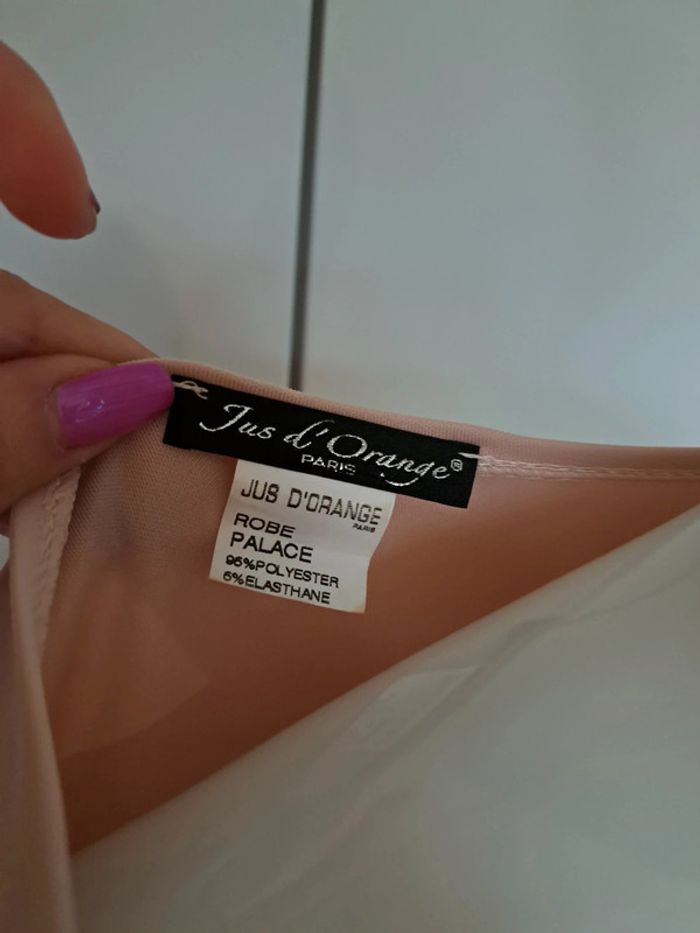 Jus d'Orange®
PARIS
JUS D'ORANGE
PARIS
ROBE
PALACE
95%POLYESTER
5%ELASTHANE